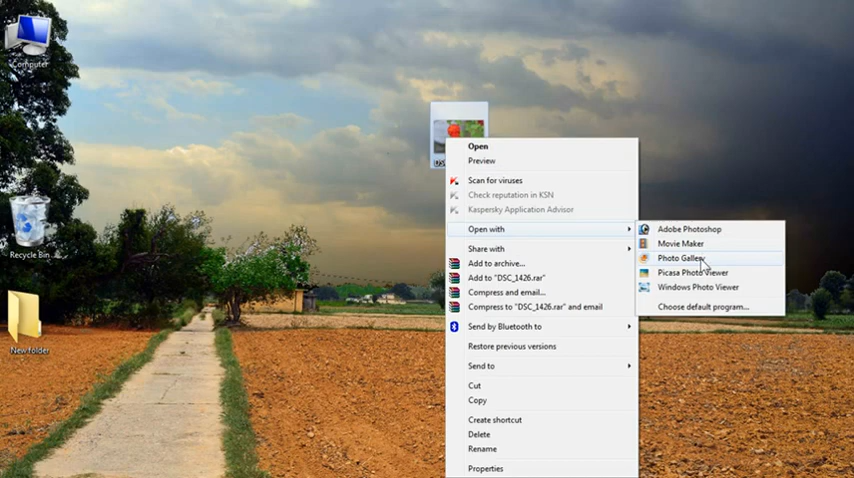 Computer
Recycle Bin
New folder
Open
Preview
Scan for viruses
Check reputation in KSN
Kaspersky Application Advisor
Open with
Share with
Add to archive...
Add to "DSC_1426.rar"
Compress and email...
Compress to "DSC_1426.rar" and email
Send by Bluetooth to
Restore previous versions
Send to
Cut
Copy
Create shortcut
Delete
Rename
Properties
Adobe Photoshop
Movie Maker
Photo Gallery
Picasa Photo Viewer
Windows Photo Viewer
Choose default program...